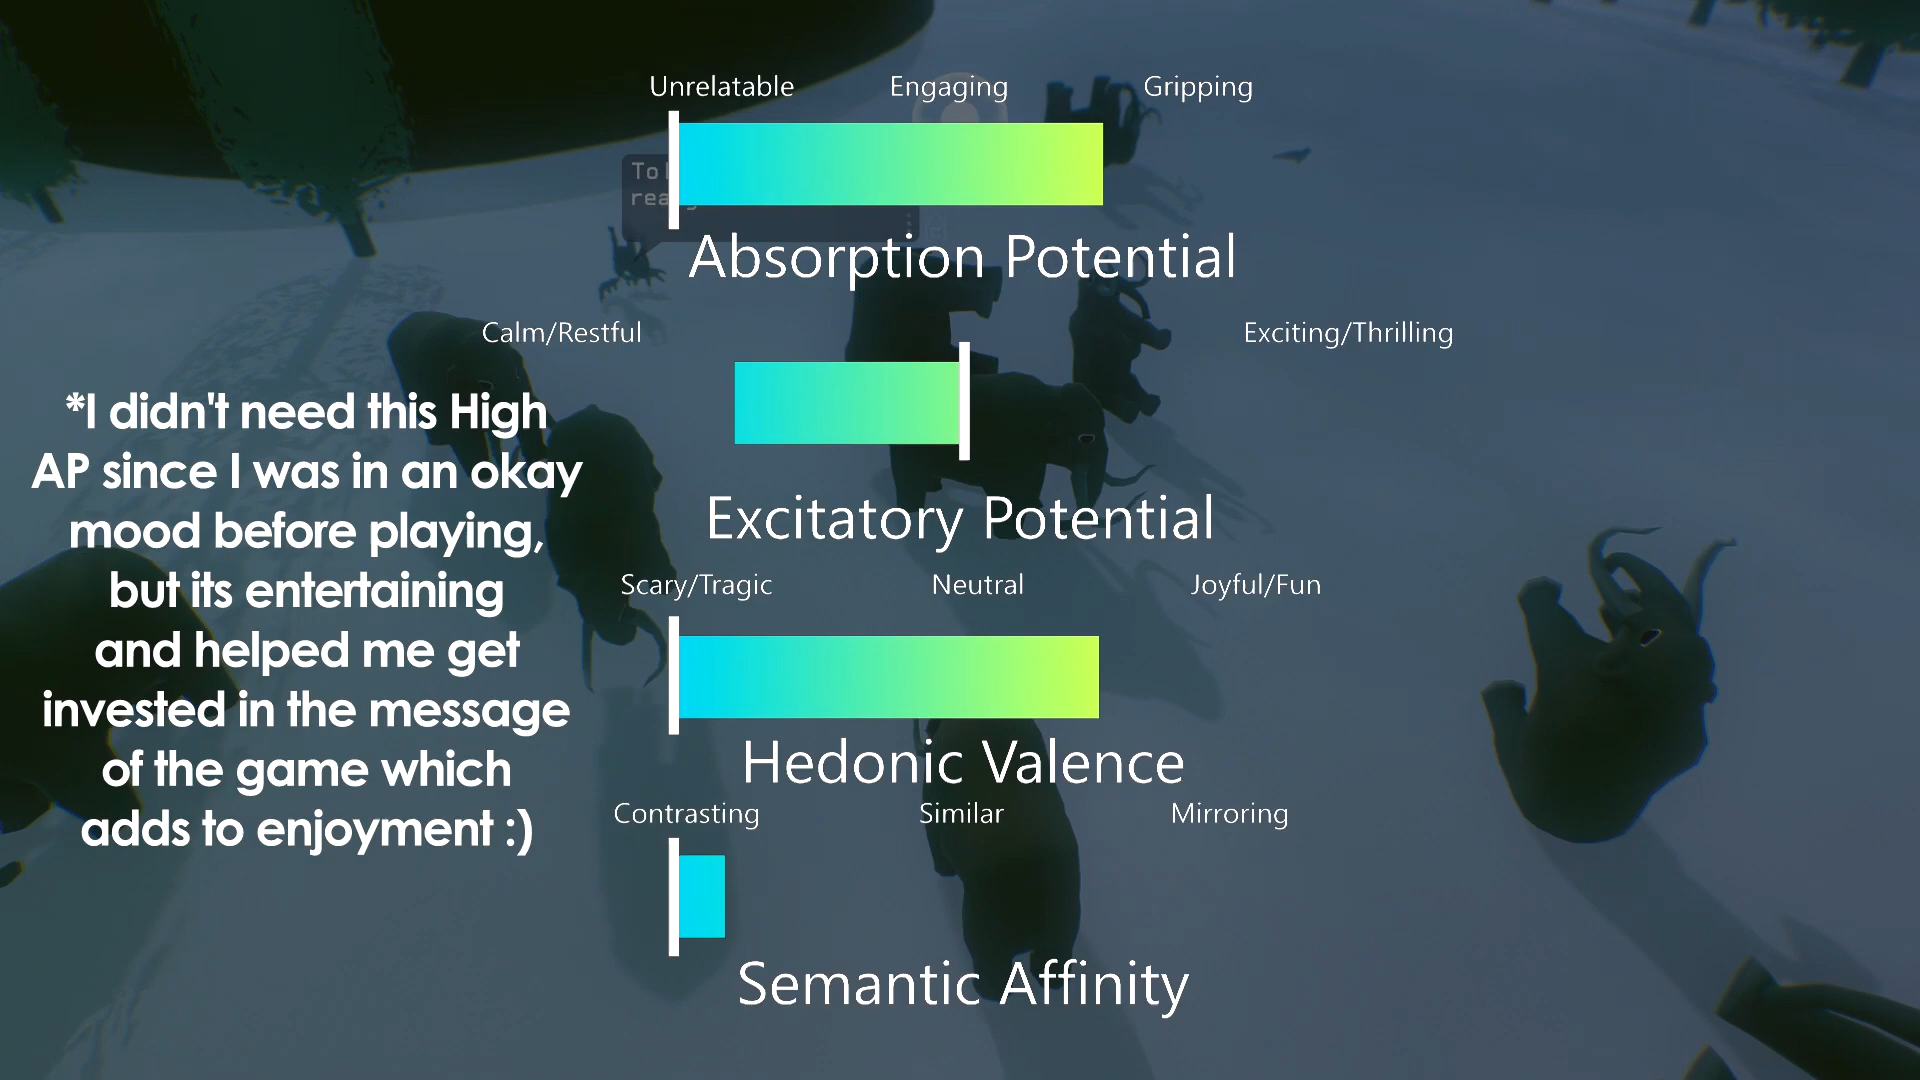 Unrelatable Engaging Gripping
To
Absorption Potential
Calm/Restful Exciting/Thrilling
*I didn't need this High
AP since I was in an okay
mood before playing,
but its entertaining
and helped me get
invested in the message
of the game which
adds to enjoyment :)
Excitatory Potential
Scary/Tragic Neutral Joyful/Fun
Hedonic Valence
Contrasting Similar Mirroring
Semantic Affinity